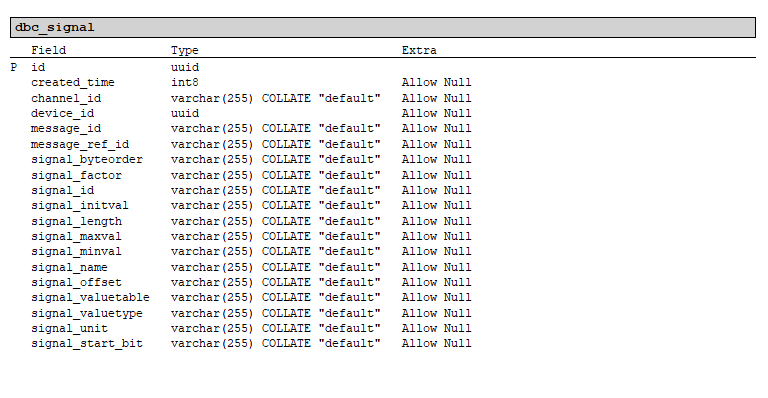 dbc_signal
Field Type Extra
P id uuid
created_time int8 Allow Null
channel_id varchar(255) COLLATE "default" Allow Null
device_id uuid Allow Null
message_id varchar(255) COLLATE "default" Allow Null
message_ref_id varchar(255) COLLATE "default" Allow Null
signal_byteorder varchar(255) COLLATE "default" Allow Null
signal_factor varchar(255) COLLATE "default" Allow Null
signal_id varchar(255) COLLATE "default" Allow Null
signal_initval varchar(255) COLLATE "default" Allow Null
signal_length varchar(255) COLLATE "default" Allow Null
signal_maxval varchar(255) COLLATE "default" Allow Null
signal_minval varchar(255) COLLATE "default" Allow Null
signal_name varchar(255) COLLATE "default" Allow Null
signal_offset varchar(255) COLLATE "default" Allow Null
signal_valuetable varchar(255) COLLATE "default" Allow Null
signal_valuetype varchar(255) COLLATE "default" Allow Null
signal_unit varchar(255) COLLATE "default" Allow Null
signal_start_bit varchar(255) COLLATE "default" Allow Null